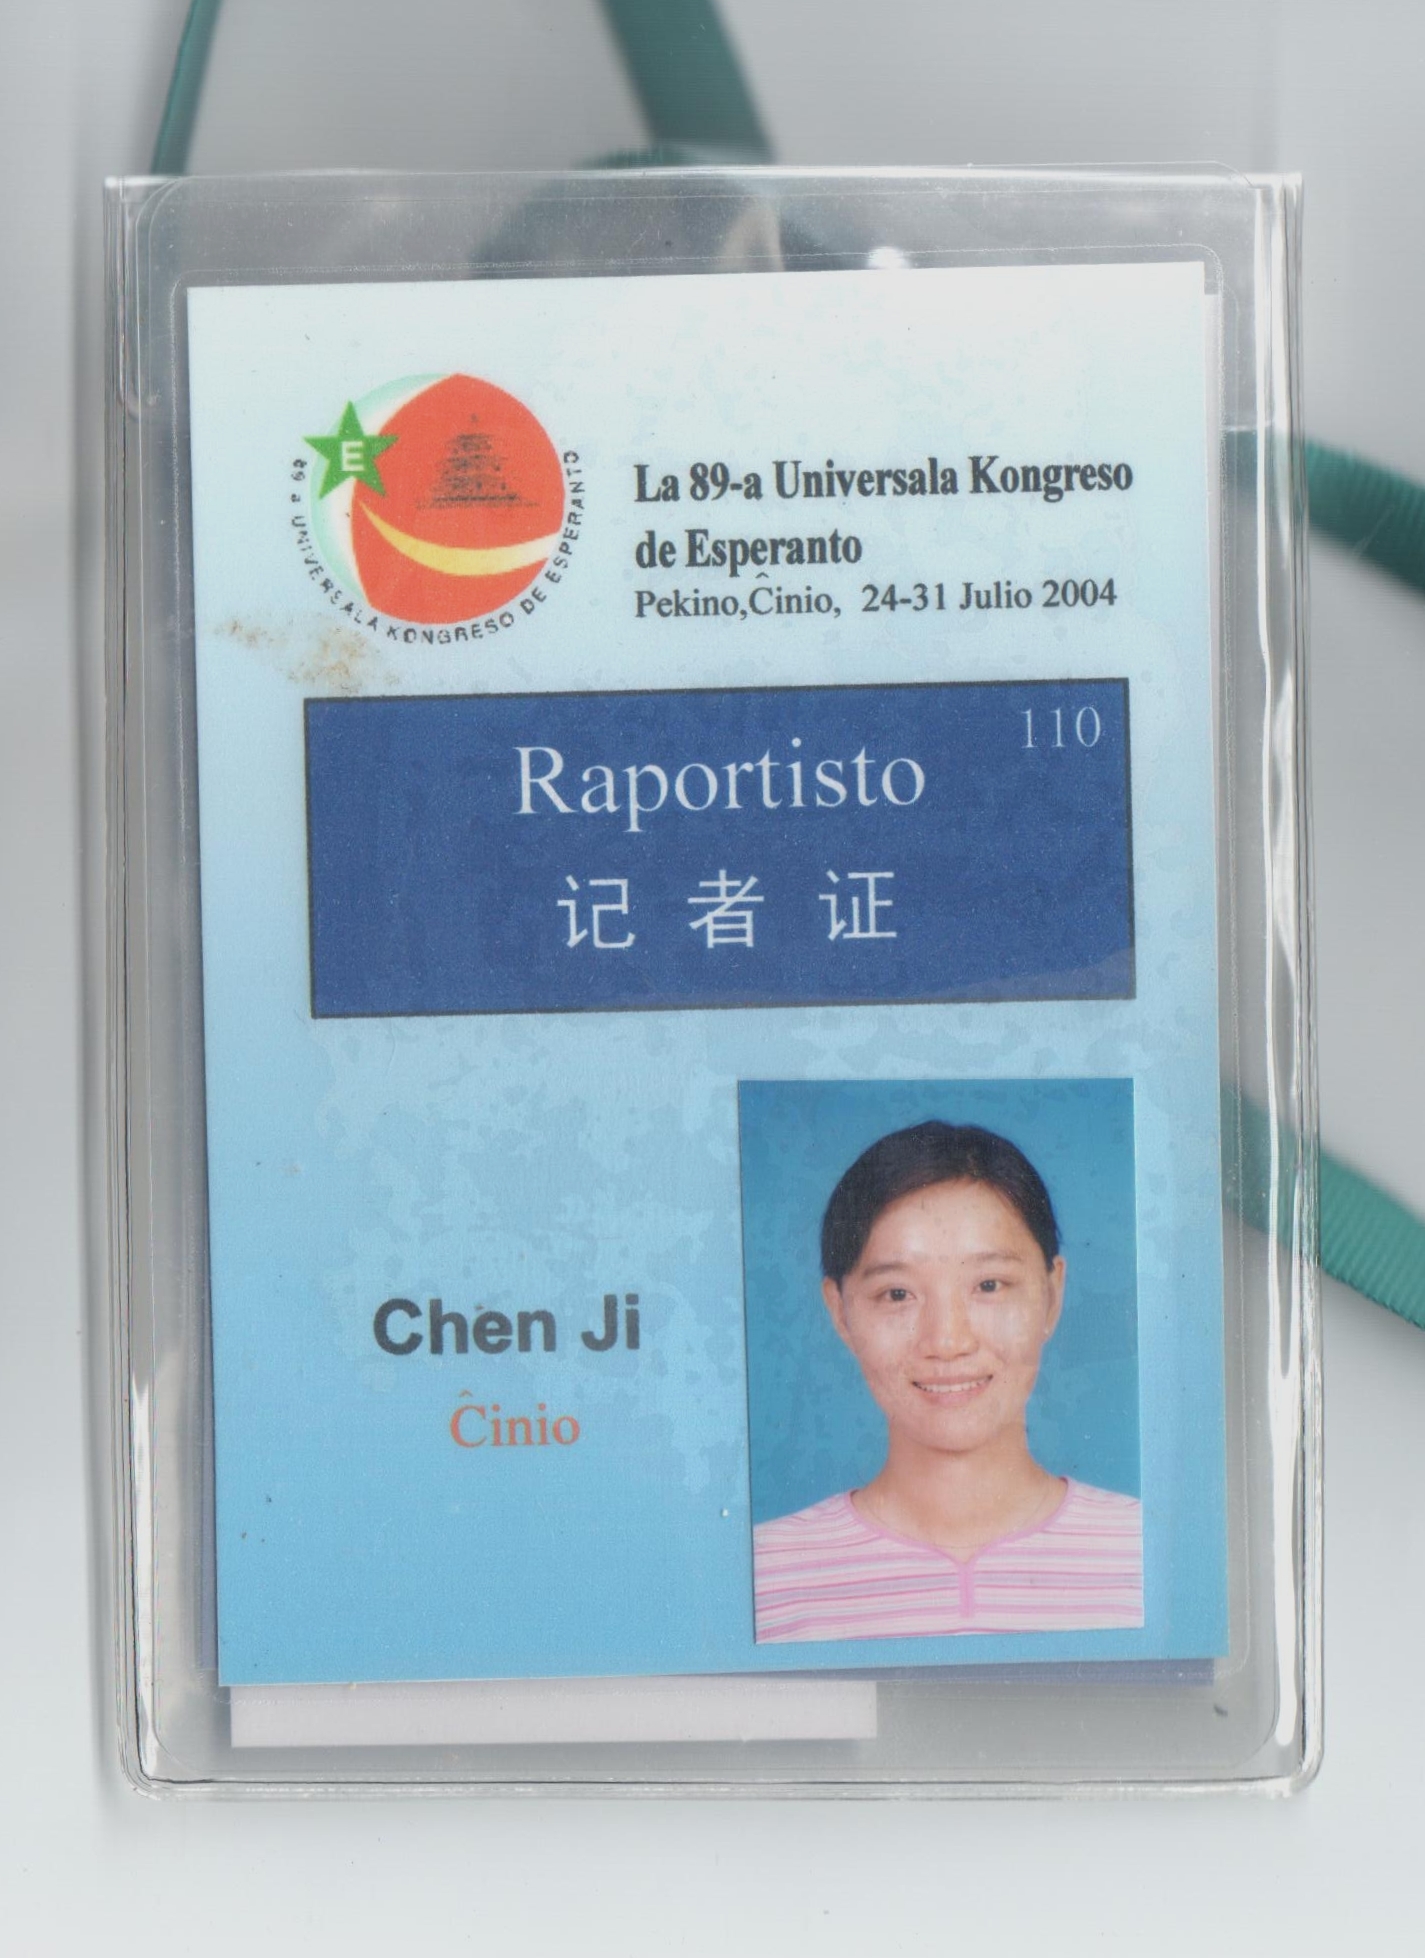 E
89 a UNIVERSALA KONGRESO DE ESPERANTO
La 89-a Universala Kongreso
de Esperanto
Pekino,Ĉinio, 24-31 Julio 2004
110
Raportisto
记者证
Chen Ji
Ĉinio